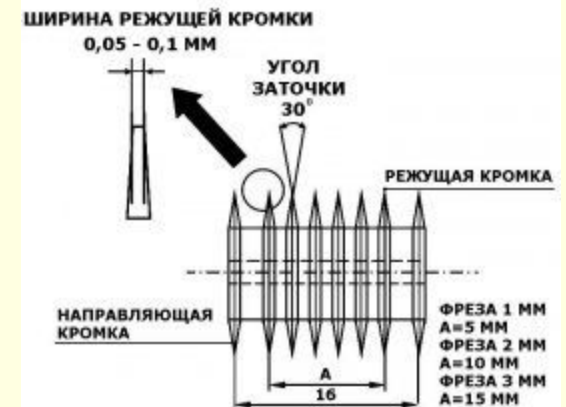 ШИРИНА РЕЖУЩЕЙ КРОМКИ
0,05 - 0,1 ММ
УГОЛ
ЗАТОЧКИ
30°
РЕЖУЩАЯ КРОМКА
НАПРАВЛЯЮЩАЯ
КРОМКА
А
16
ФРЕЗА 1 ММ
А=5 ММ
ФРЕЗА 2 ММ
А=10 ММ
ФРЕЗА 3 ММ
А=15 ММ